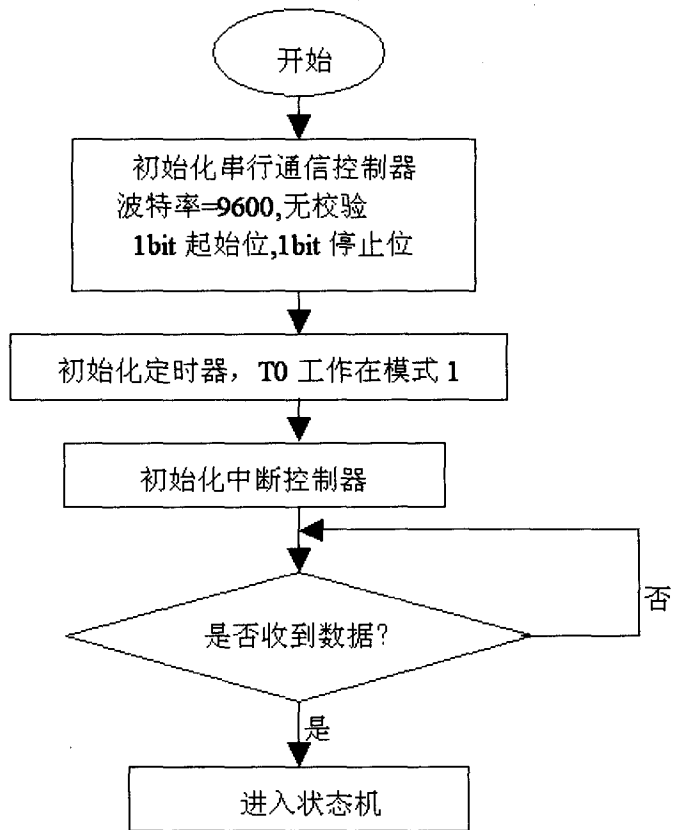 开始
初始化串行通信控制器
波特率=9600,无校验
1bit 起始位,1bit 停止位
初始化定时器，T0 工作在模式 1
初始化中断控制器
否
是否收到数据?
是
进入状态机